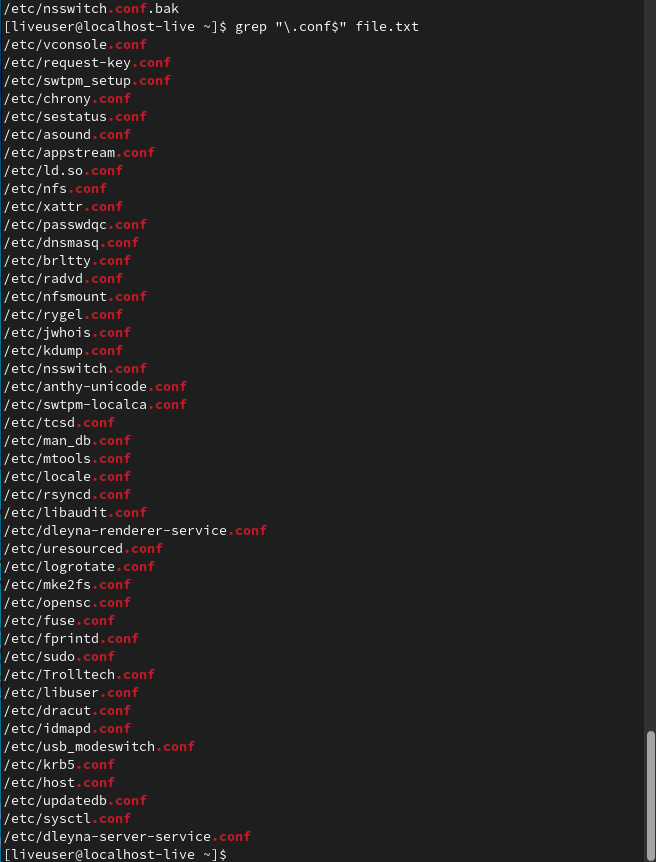 /etc/nsswitch.conf.bak
[liveuser@localhost-live ~]$ grep "\.conf$" file.txt
/etc/vconsole.conf
/etc/request-key.conf
/etc/swtpm_setup.conf
/etc/chrony.conf
/etc/sestatus.conf
/etc/asound.conf
/etc/appstream.conf
/etc/ld.so.conf
/etc/nfs.conf
/etc/xattr.conf
/etc/passwdqc.conf
/etc/dnsmasq.conf
/etc/brltty.conf
/etc/radvd.conf
/etc/nfsmount.conf
/etc/rygel.conf
/etc/jwhois.conf
/etc/kdump.conf
/etc/nsswitch.conf
/etc/anthy-unicode.conf
/etc/swtpm-localca.conf
/etc/tcsd.conf
/etc/man_db.conf
/etc/mtools.conf
/etc/locale.conf
/etc/rsyncd.conf
/etc/libaudit.conf
/etc/dleyna-renderer-service.conf
/etc/uresourced.conf
/etc/logrotate.conf
/etc/mke2fs.conf
/etc/opensc.conf
/etc/fuse.conf
/etc/fprintd.conf
/etc/sudo.conf
/etc/Trolltech.conf
/etc/libuser.conf
/etc/dracut.conf
/etc/idmapd.conf
/etc/usb_modeswitch.conf
/etc/krb5.conf
/etc/host.conf
/etc/updatedb.conf
/etc/sysctl.conf
/etc/dleyna-server-service.conf
[liveuser@localhost-live ~]$